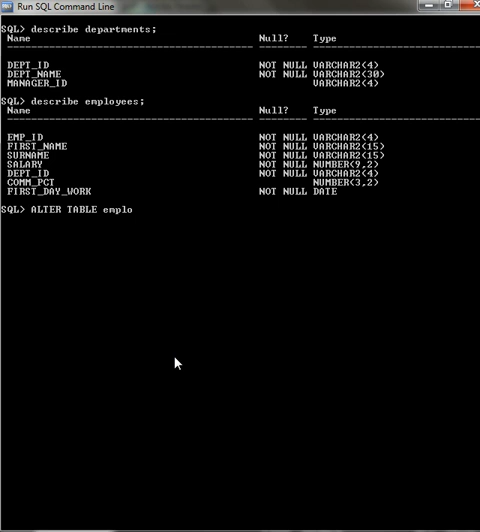 Run SQL Command Line
SQL> describe departments;
Name Null? Type
DEPT_ID NOT NULL VARCHAR2(4)
DEPT_NAME NOT NULL VARCHAR2(30)
MANAGER_ID VARCHAR2(4)
SQL> describe employees;
Name Null? Type
EMP_ID NOT NULL VARCHAR2(4)
FIRST_NAME NOT NULL VARCHAR2(15)
SURNAME NOT NULL VARCHAR2(15)
SALARY NOT NULL NUMBER(9,2)
DEPT_ID NOT NULL VARCHAR2(4)
COMM_PCT NUMBER(3,2)
FIRST_DAY_WORK NOT NULL DATE
SQL> ALTER TABLE emplo